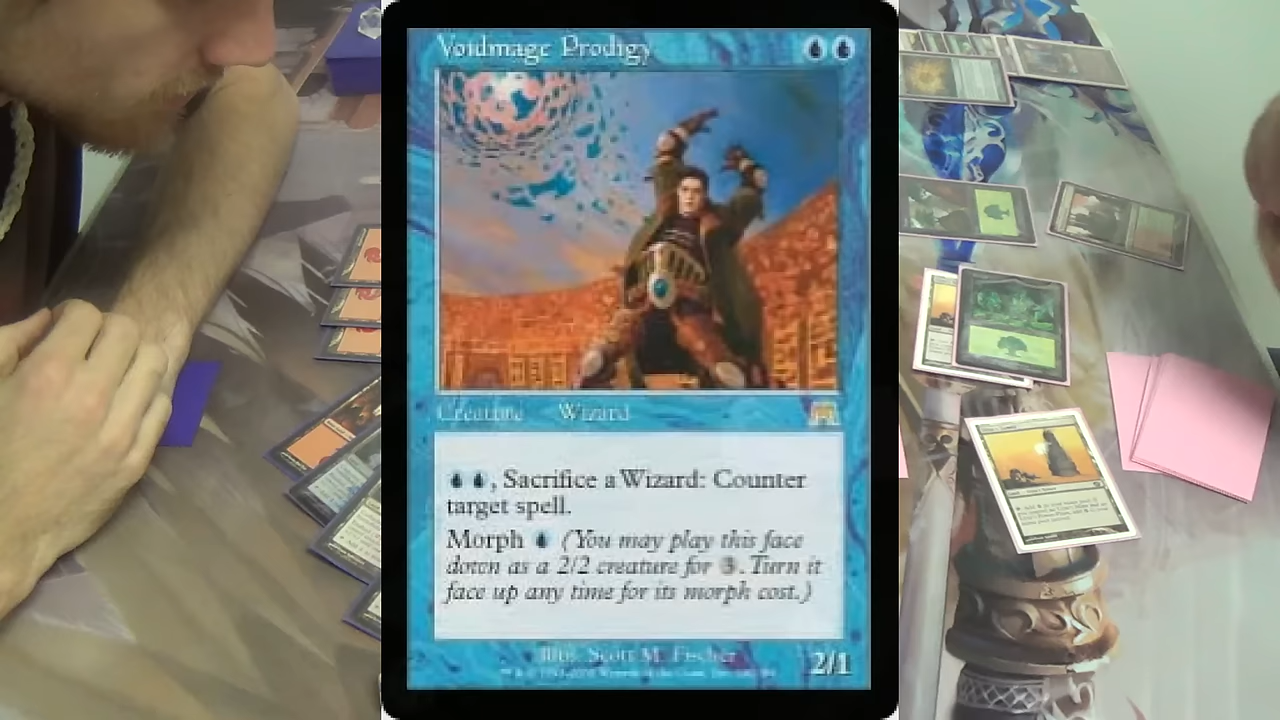 Voidmage Prodigy
Creature Wizard
, Sacrifice a Wizard: Counter
target spell.
Morph (You may play this face
down as a 2/2 creature for 3. Turn it
face up any time for its morph cost.)
Illus. Scott M. Fischer
2/1